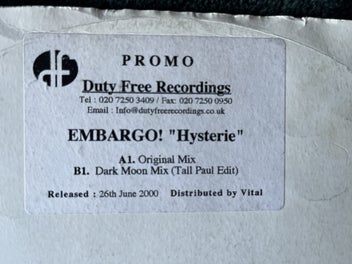 PROMO
Duty Free Recordings
Tel : 020 7250 3409 / Fax: 020 7250 0950
Email : Info@dutyfreerecordings.co.uk
EMBARGO! "Hysterie"
A1. Original Mix
B1. Dark Moon Mix (Tall Paul Edit)
Released : 26th June 2000 Distributed by Vital